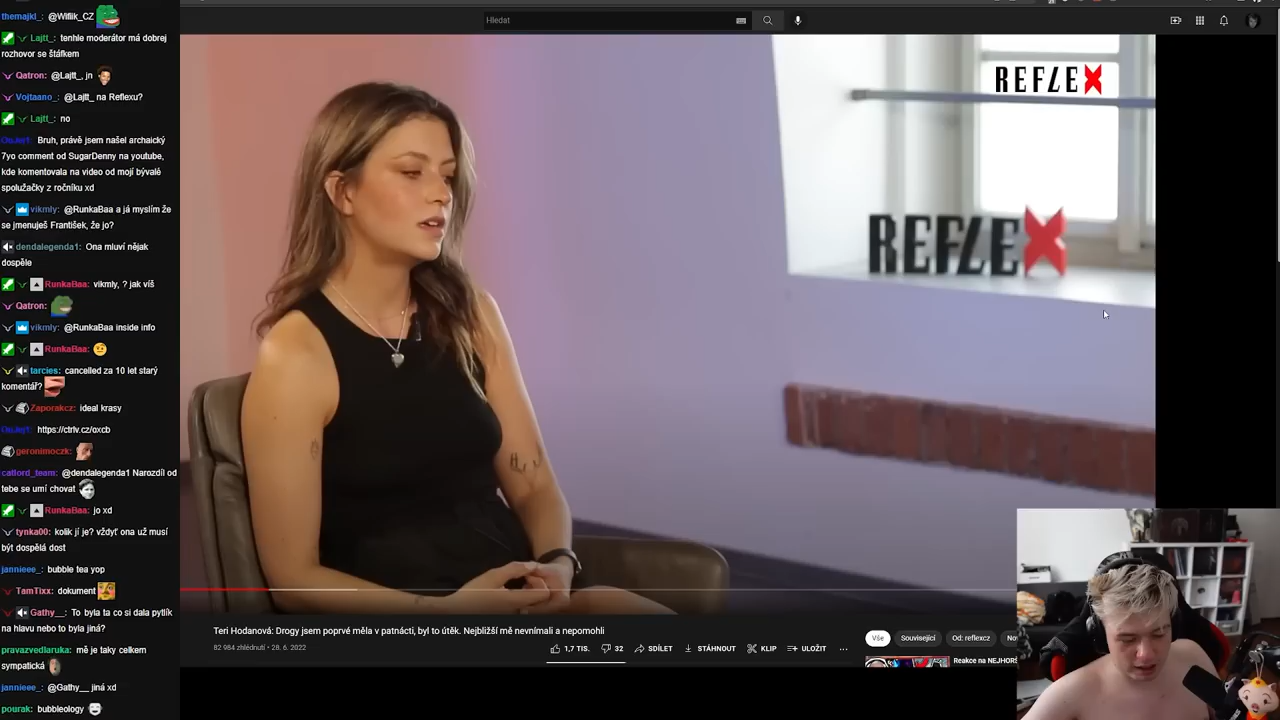 themajkl_: @Wiflik_CZ
Lajtt_: tenhle moderátor má dobrej
rozhovor se štáfkem
Qatron: @Lajtt_, jn
Vojtaano_: @Lajtt_ na Reflexu?
Lajtt_: no
OuJej1: Bruh, právě jsem našel archaický
7yo comment od SugarDenny na youtube,
kde komentovala na video od mojí bývalé
spolužačky z ročníku xd
vikmly: @RunkaBaa a já myslím že
se jmenuješ František, že jo?
dendalegenda1: Ona mluví nějak
dospěle
RunkaBaa: vikmly, ? jak víš
Qatron:
vikmly: @RunkaBaa inside info
RunkaBaa:
tarcies: cancelled za 10 let starý
komentář?
Zaporakcz: ideal krasy
OuJej1: https://ctrlv.cz/oxcb
geronimoczk:
catlord_team: @dendalegenda1 Narozdíl od
tebe se umí chovat
RunkaBaa: jo xd
tynka00: kolik jí je? vždyť ona už musí
být dospělá dost
jannieee: bubble tea yop
TamTixx: dokument
Gathy__: To byla ta co si dala pytlík
na hlavu nebo to byla jiná?
pravazvedlaruka: mě je taky celkem
sympatická
jannieee: @Gathy__ jiná xd
pourak: bubbleology
Hledat
REFLEX
REFLEX
Teri Hodanová: Drogy jsem poprvé měla v patnácti, byl to útěk. Nejbližší mě nevnímali a nepomohli
82 984 zhlédnutí • 28. 6. 2022
1,7 TIS.
32
SDÍLET
STÁHNOUT
KLIP
ULOŽIT
Vše
Související
Od: reflexcz
Reakce na NEJHORŠ